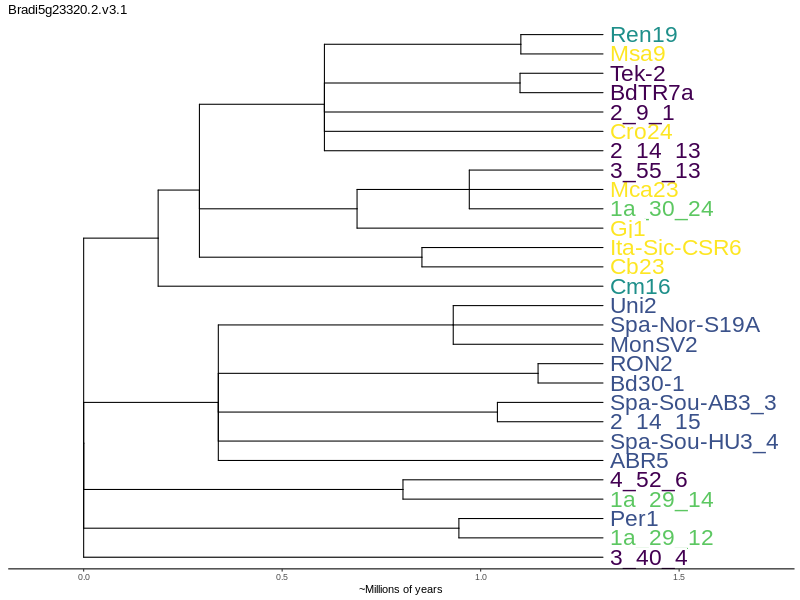 Bradi5g23320.2.v3.1
Ren19
Msa9
Tek-2
BdTR7a
2_9_1
Cro24
2_14_13
3_55_13
Mca23
1a_30_24
Gj1
Ita-Sic-CSR6
Cb23
Cm16
Uni2
Spa-Nor-S19A
MonSV2
RON2
Bd30-1
Spa-Sou-AB3_3
2_14_15
Spa-Sou-HU3_4
ABR5
4_52_6
1a_29_14
Per1
1a_29_12
3_40_4
0.0 0.5 1.0 1.5
~Millions of years